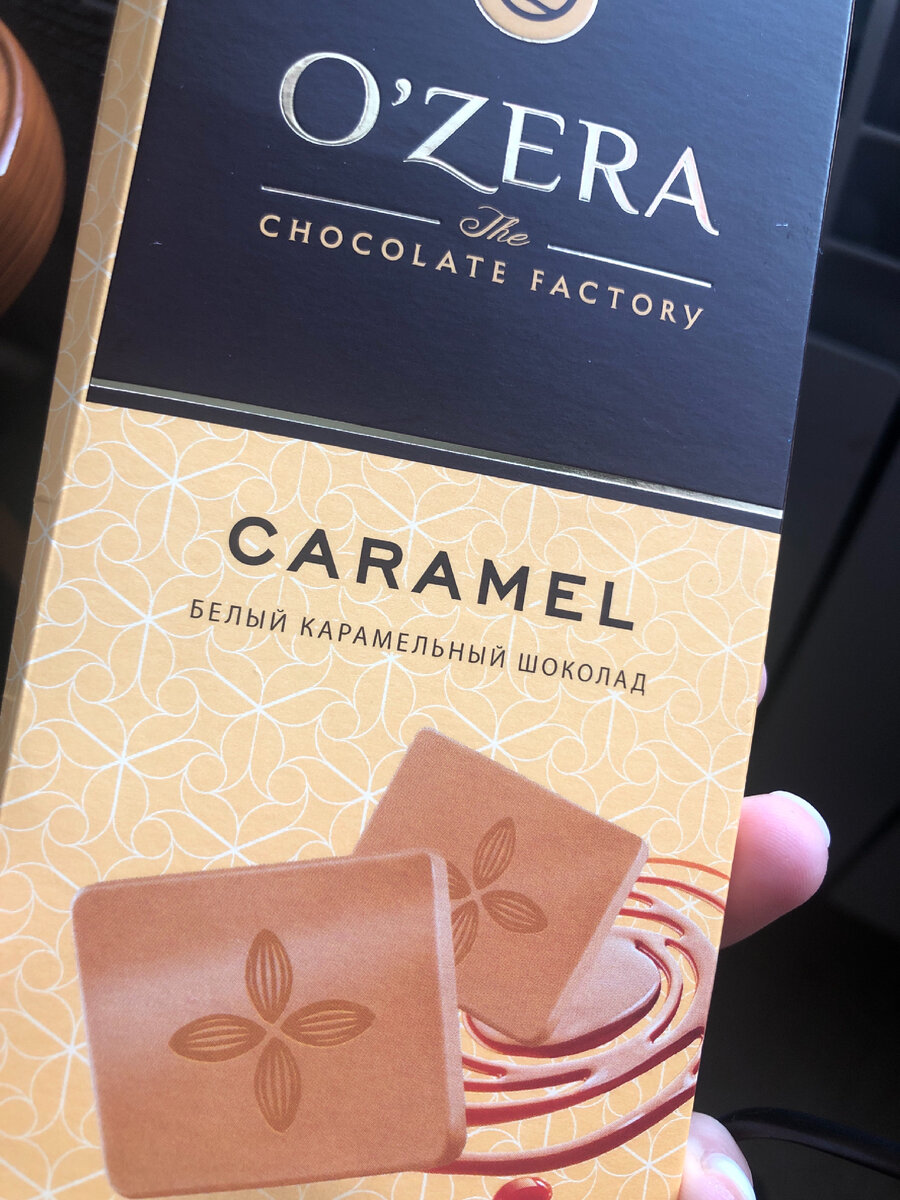 O’ZERA
The
CHOCOLATE FACTORY
CARAMEL
БЕЛЫЙ КАРАМЕЛЬНЫЙ ШОКОЛАД